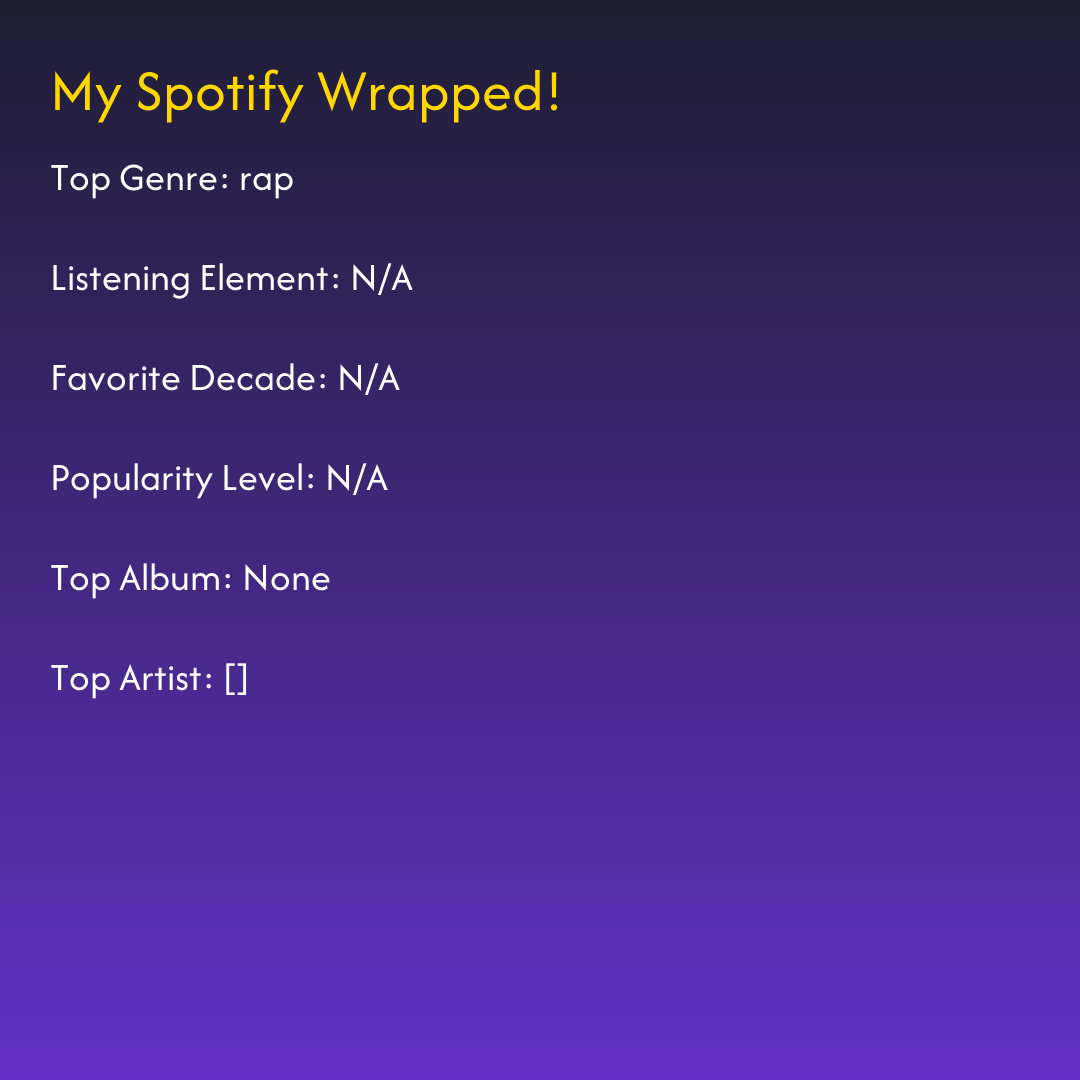 My Spotify Wrapped!
Top Genre: rap
Listening Element: N/A
Favorite Decade: N/A
Popularity Level: N/A
Top Album: None
Top Artist: []